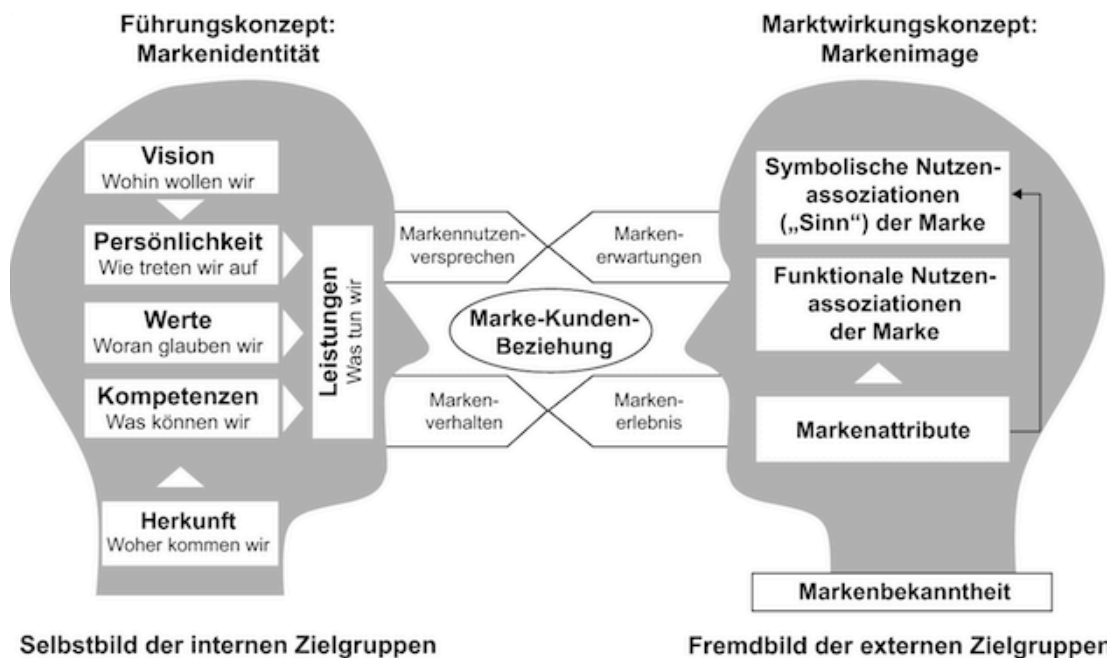 Führungskonzept:
Markenidentität
Marktwirkungskonzept:
Markenimage
Vision
Wohin wollen wir
Persönlichkeit
Wie treten wir auf
Werte
Woran glauben wir
Kompetenzen
Was können wir
Herkunft
Woher kommen wir
Leistungen
Was tun wir
Markennutzen-
versprechen
Marken-
erwartungen
Marke-Kunden-
Beziehung
Marken-
verhalten
Marken-
erlebnis
Symbolische Nutzen-
assoziationen
(„Sinn“) der Marke
Funktionale Nutzen-
assoziationen
der Marke
Markenattribute
Markenbekanntheit
Selbstbild der internen Zielgruppen
Fremdbild der externen Zielgruppen